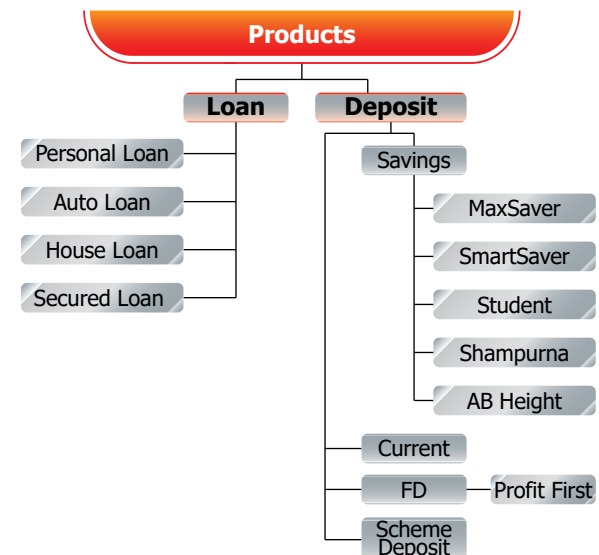 Products
Loan
Deposit
Personal Loan
Auto Loan
House Loan
Secured Loan
Savings
MaxSaver
SmartSaver
Student
Shampurna
AB Height
Current
FD
Profit First
Scheme
Deposit